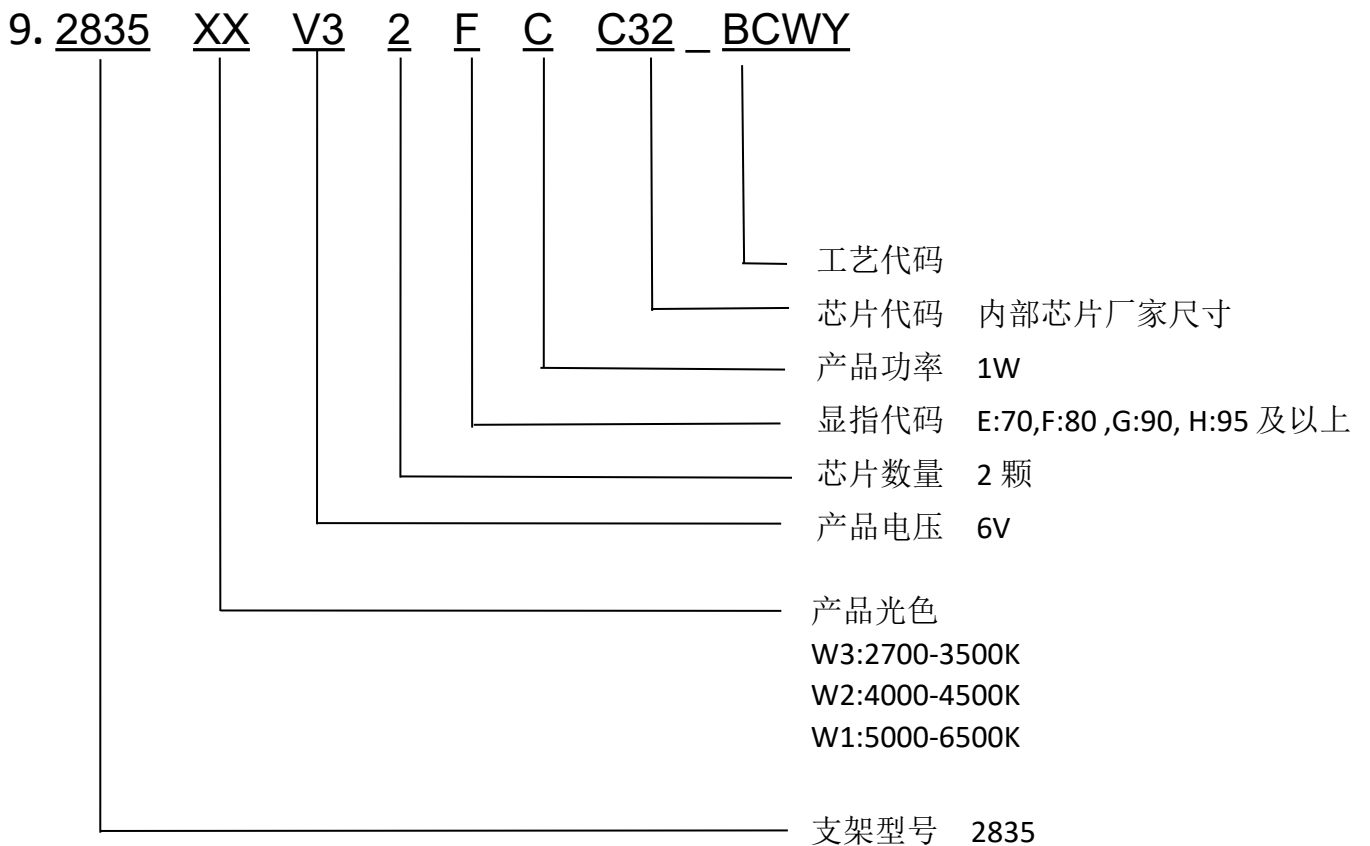 9. 2835 XX V3 2 F C C32 _ BCWY
工艺代码
芯片代码 内部芯片厂家尺寸
产品功率 1W
显指代码 E:70,F:80 ,G:90, H:95 及以上
芯片数量 2 颗
产品电压 6V
产品光色
W3:2700-3500K
W2:4000-4500K
W1:5000-6500K
支架型号 2835